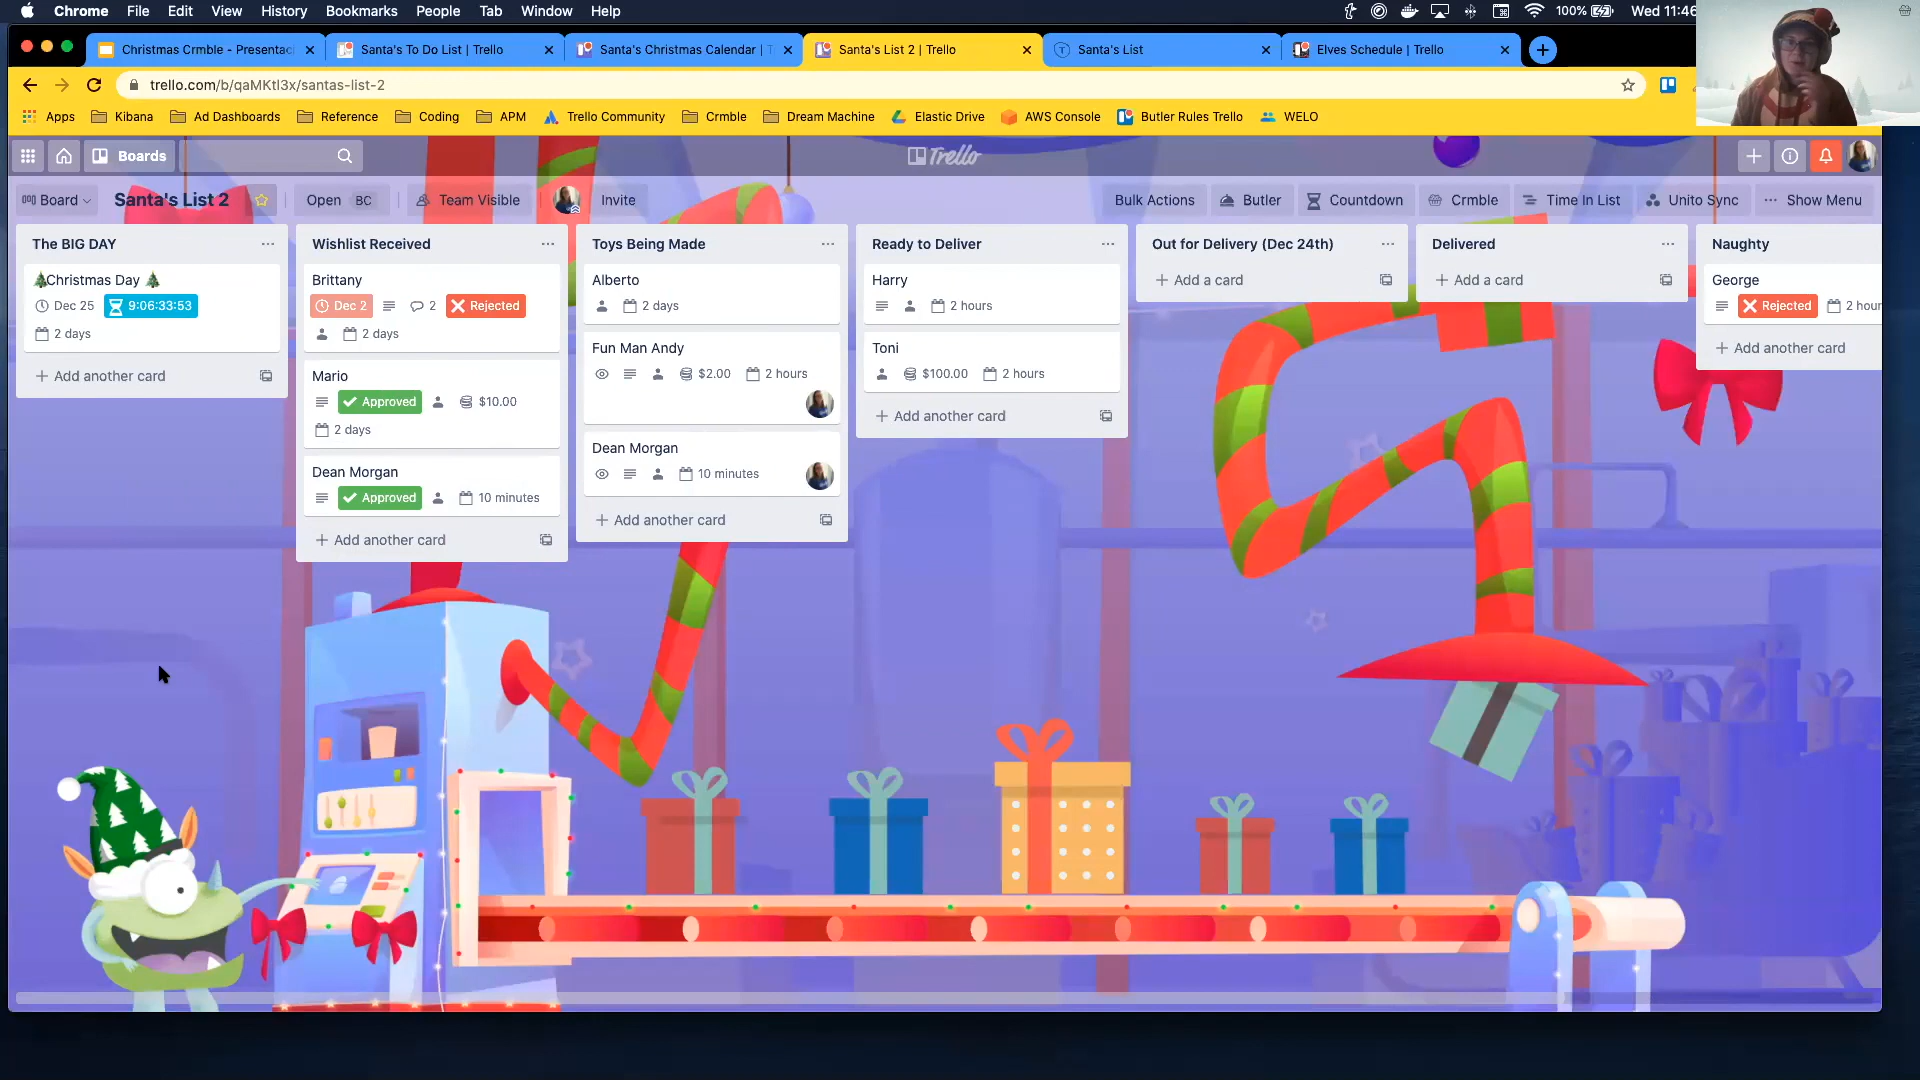 Chrome File Edit View History Bookmarks People Tab Window Help 100% Wed 11:46
Christmas Crmble - Presentac Santa's To Do List | Trello Santa's Christmas Calendar | T Santa's List 2 | Trello Santa's List Elves Schedule | Trello
trello.com/b/qaMKtl3x/santas-list-2
Apps Kibana Ad Dashboards Reference Coding APM Trello Community Crmble Dream Machine Elastic Drive AWS Console Butler Rules Trello WELO
Boards Trello
Board Santa's List 2 Open BC Team Visible Invite Bulk Actions Butler Countdown Crmble Time In List Unito Sync Show Menu
The BIG DAY
Christmas Day
Dec 25 9:06:33:53
2 days
Add another card
Wishlist Received
Brittany
Dec 2 2 Rejected
2 days
Mario
Approved $10.00
2 days
Dean Morgan
Approved 10 minutes
Add another card
Toys Being Made
Alberto
2 days
Fun Man Andy
$2.00 2 hours
Dean Morgan
10 minutes
Add another card
Ready to Deliver
Harry
2 hours
Toni
$100.00 2 hours
Add another card
Out for Delivery (Dec 24th)
Add a card
Delivered
Add a card
Naughty
George
Rejected 2 hour
Add another card